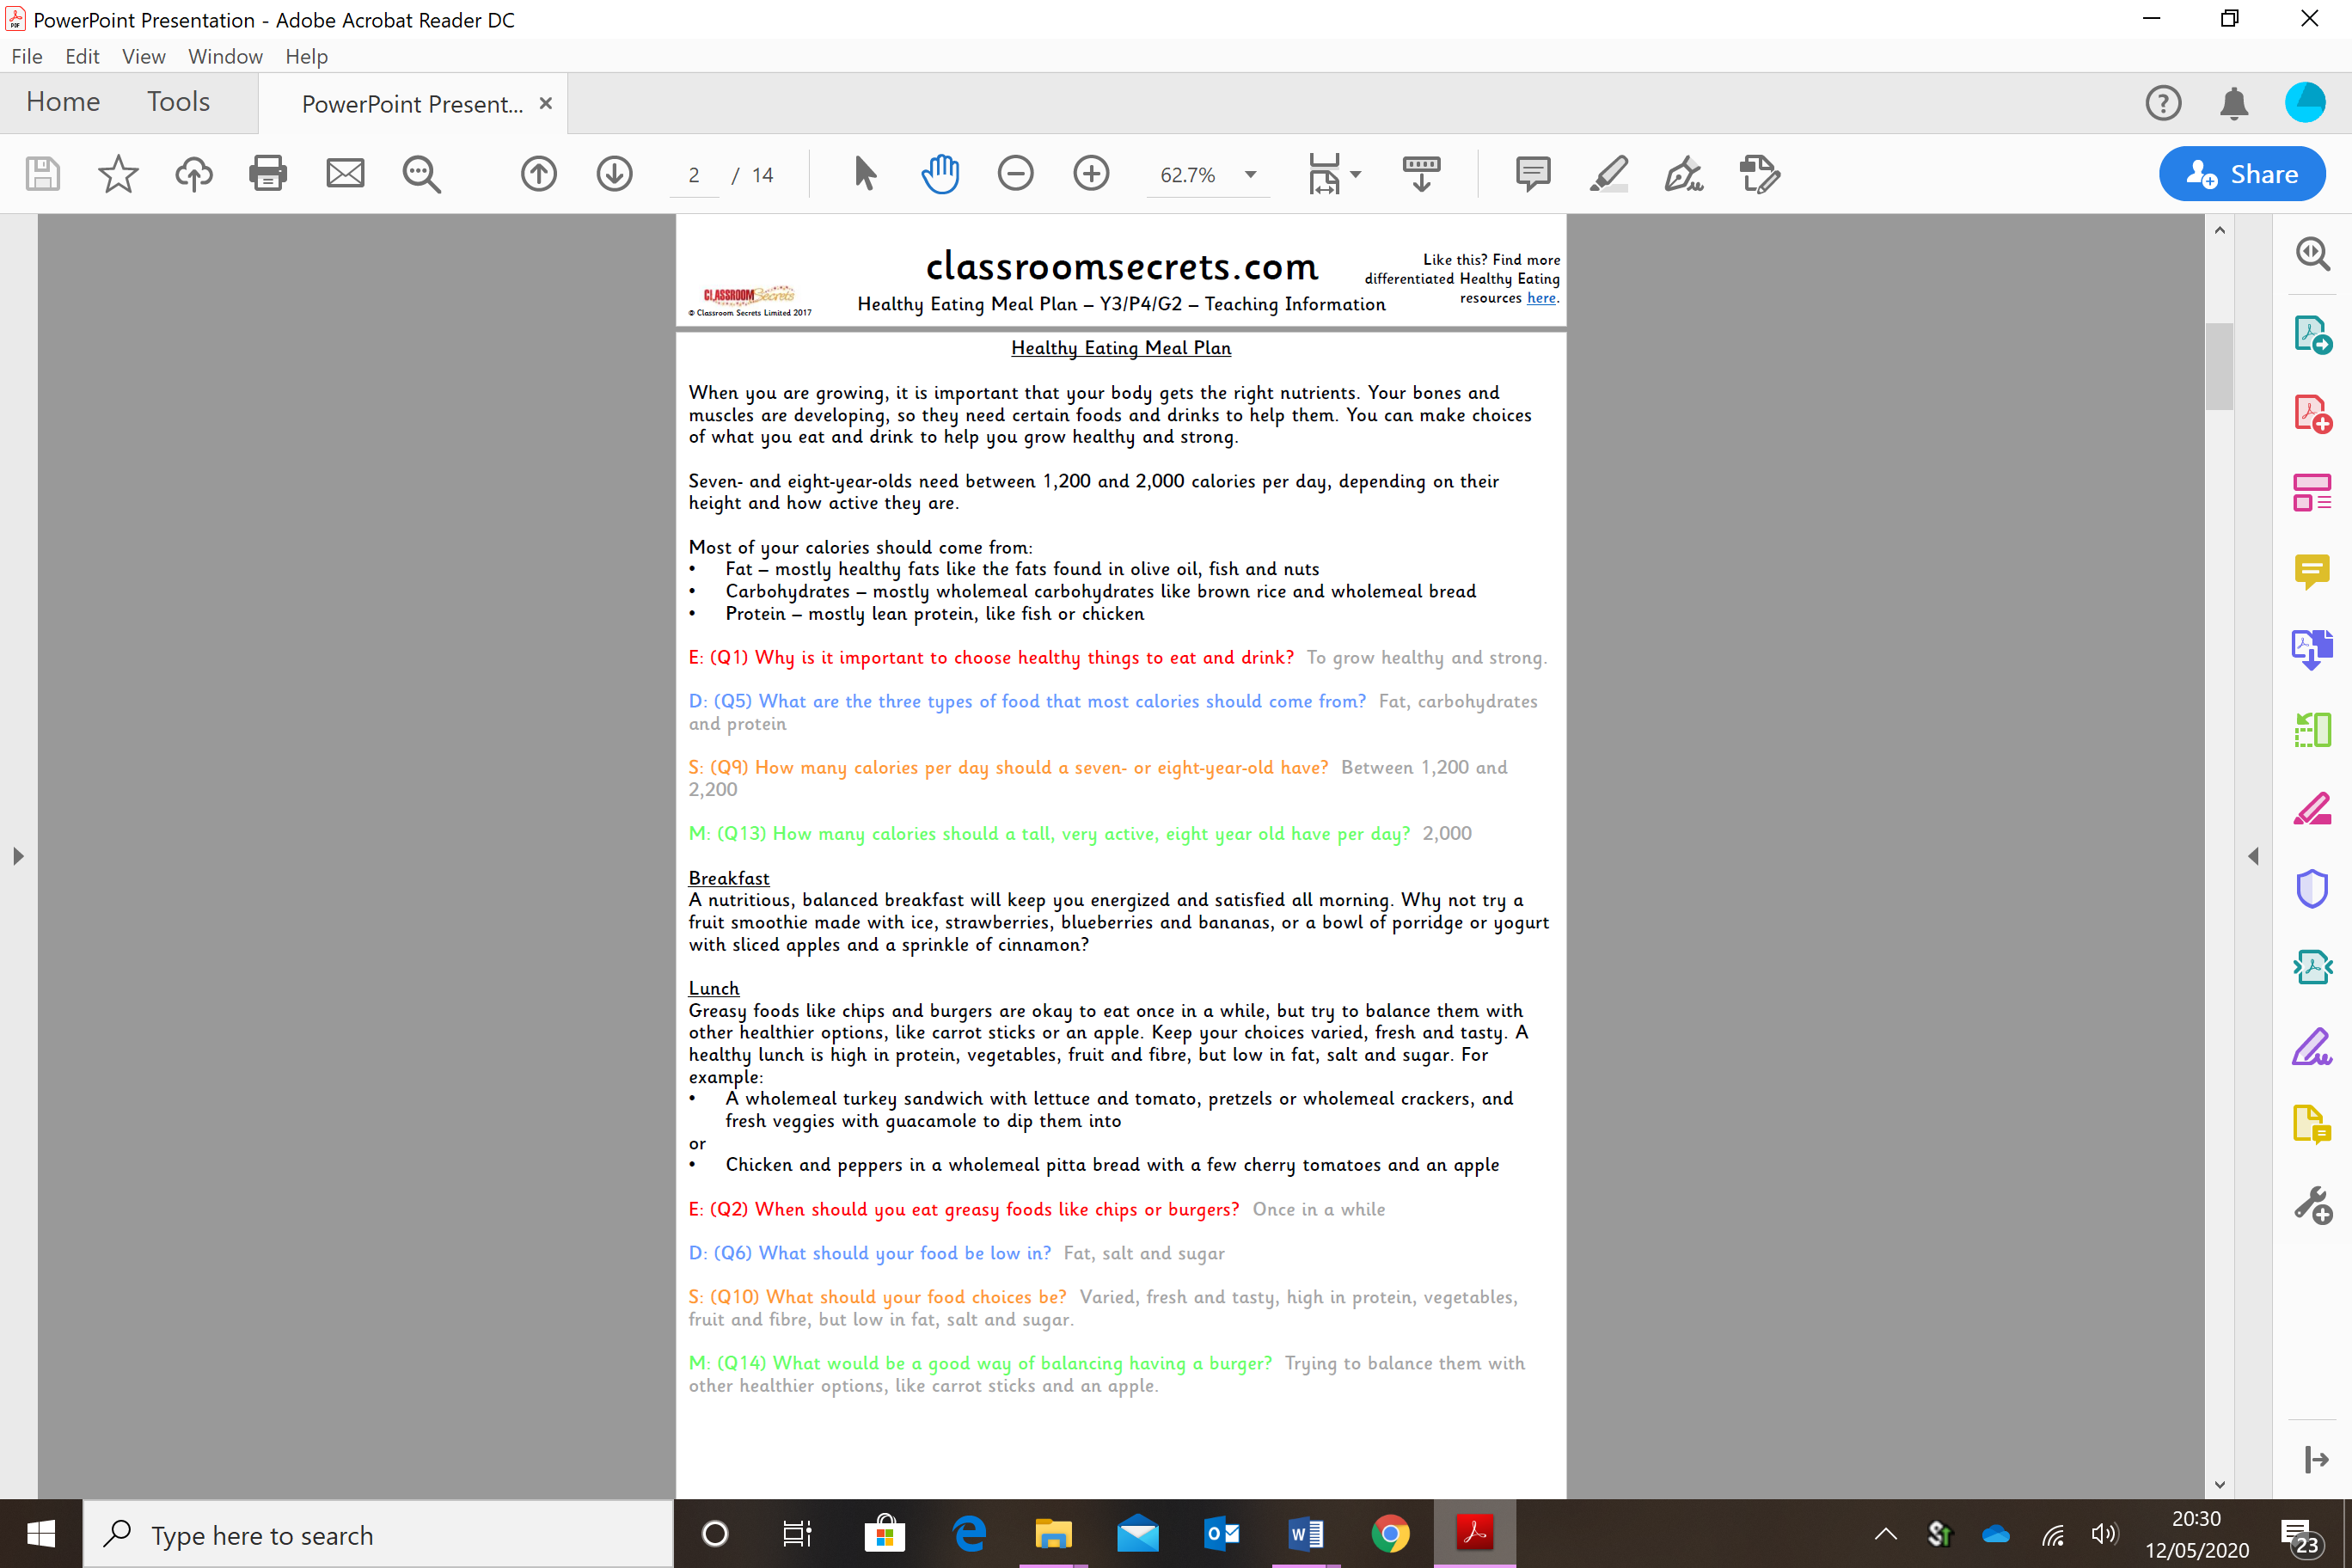 PowerPoint Presentation - Adobe Acrobat Reader DC
File Edit View Window Help
Home Tools PowerPoint Present...
2 / 14 62.7% Share
classroomsecrets.com
Like this? Find more
differentiated Healthy Eating
resources here.
CLASSROOM Secrets
© Classroom Secrets Limited 2017
Healthy Eating Meal Plan – Y3/P4/G2 – Teaching Information
Healthy Eating Meal Plan
When you are growing, it is important that your body gets the right nutrients. Your bones and
muscles are developing, so they need certain foods and drinks to help them. You can make choices
of what you eat and drink to help you grow healthy and strong.
Seven- and eight-year-olds need between 1,200 and 2,000 calories per day, depending on their
height and how active they are.
Most of your calories should come from:
• Fat – mostly healthy fats like the fats found in olive oil, fish and nuts
• Carbohydrates – mostly wholemeal carbohydrates like brown rice and wholemeal bread
• Protein – mostly lean protein, like fish or chicken
E: (Q1) Why is it important to choose healthy things to eat and drink? To grow healthy and strong.
D: (Q5) What are the three types of food that most calories should come from? Fat, carbohydrates
and protein
S: (Q9) How many calories per day should a seven- or eight-year-old have? Between 1,200 and
2,200
M: (Q13) How many calories should a tall, very active, eight year old have per day? 2,000
Breakfast
A nutritious, balanced breakfast will keep you energized and satisfied all morning. Why not try a
fruit smoothie made with ice, strawberries, blueberries and bananas, or a bowl of porridge or yogurt
with sliced apples and a sprinkle of cinnamon?
Lunch
Greasy foods like chips and burgers are okay to eat once in a while, but try to balance them with
other healthier options, like carrot sticks or an apple. Keep your choices varied, fresh and tasty. A
healthy lunch is high in protein, vegetables, fruit and fibre, but low in fat, salt and sugar. For
example:
• A wholemeal turkey sandwich with lettuce and tomato, pretzels or wholemeal crackers, and
fresh veggies with guacamole to dip them into
or
• Chicken and peppers in a wholemeal pitta bread with a few cherry tomatoes and an apple
E: (Q2) When should you eat greasy foods like chips or burgers? Once in a while
D: (Q6) What should your food be low in? Fat, salt and sugar
S: (Q10) What should your food choices be? Varied, fresh and tasty, high in protein, vegetables,
fruit and fibre, but low in fat, salt and sugar.
M: (Q14) What would be a good way of balancing having a burger? Trying to balance them with
other healthier options, like carrot sticks and an apple.
Type here to search
20:30
12/05/2020
23